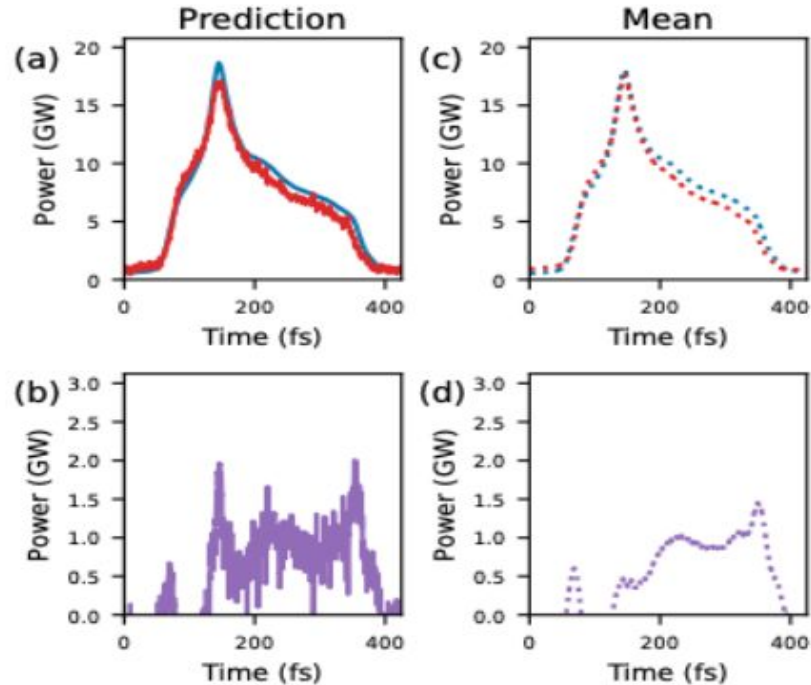 Prediction Mean
(a) (c)
20 20
15 15
10 10
5 5
0 0
Power (GW) Power (GW)
0 200 400 0 200 400
Time (fs) Time (fs)
(b) (d)
3.0 3.0
2.5 2.5
2.0 2.0
1.5 1.5
1.0 1.0
0.5 0.5
0.0 0.0
Power (GW) Power (GW)
0 200 400 0 200 400
Time (fs) Time (fs)